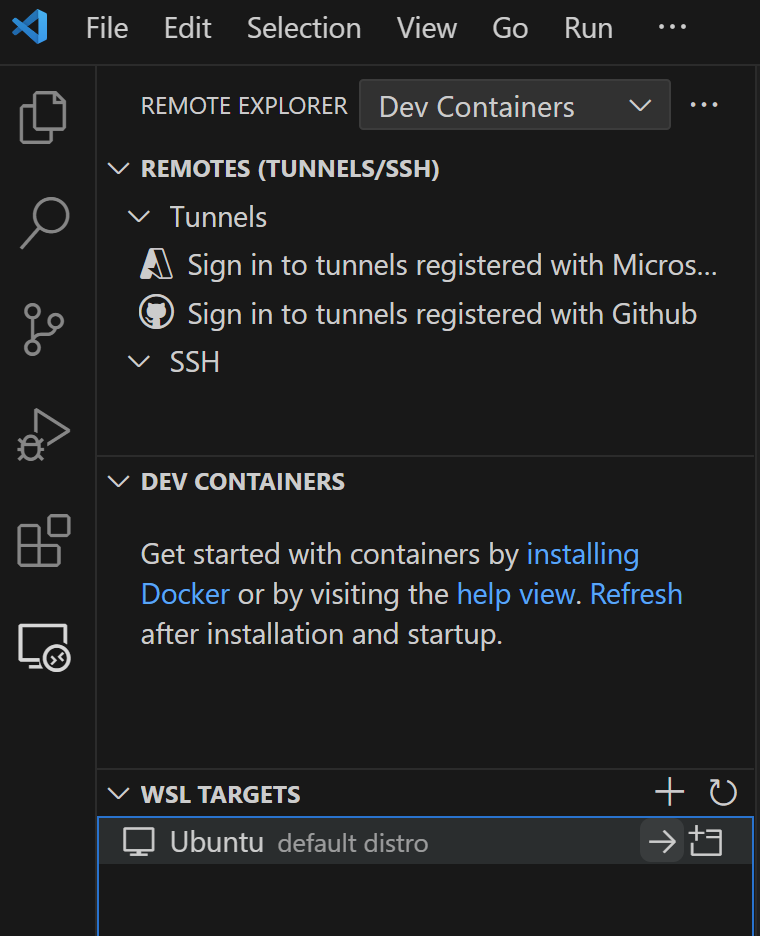 File Edit Selection View Go Run ...
REMOTE EXPLORER Dev Containers ...
REMOTES (TUNNELS/SSH)
Tunnels
Sign in to tunnels registered with Micros...
Sign in to tunnels registered with Github
SSH
DEV CONTAINERS
Get started with containers by installing
Docker or by visiting the help view. Refresh
after installation and startup.
WSL TARGETS
Ubuntu default distro